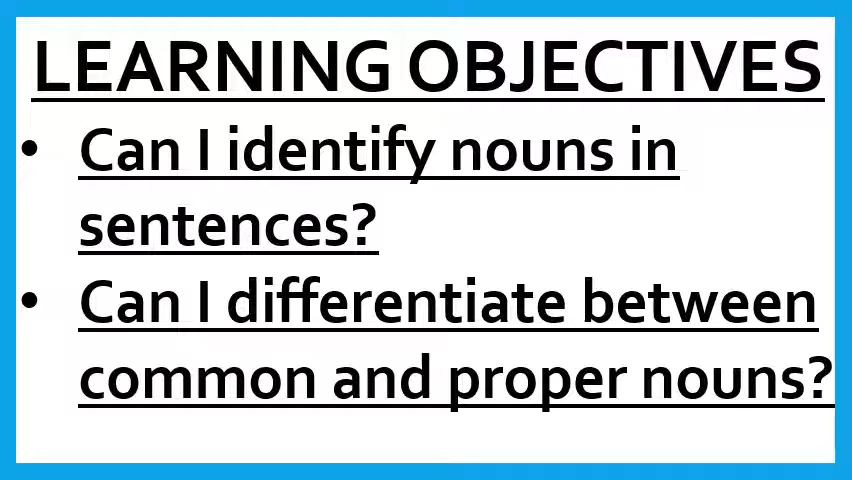 LEARNING OBJECTIVES
• Can I identify nouns in
sentences?
• Can I differentiate between
common and proper nouns?